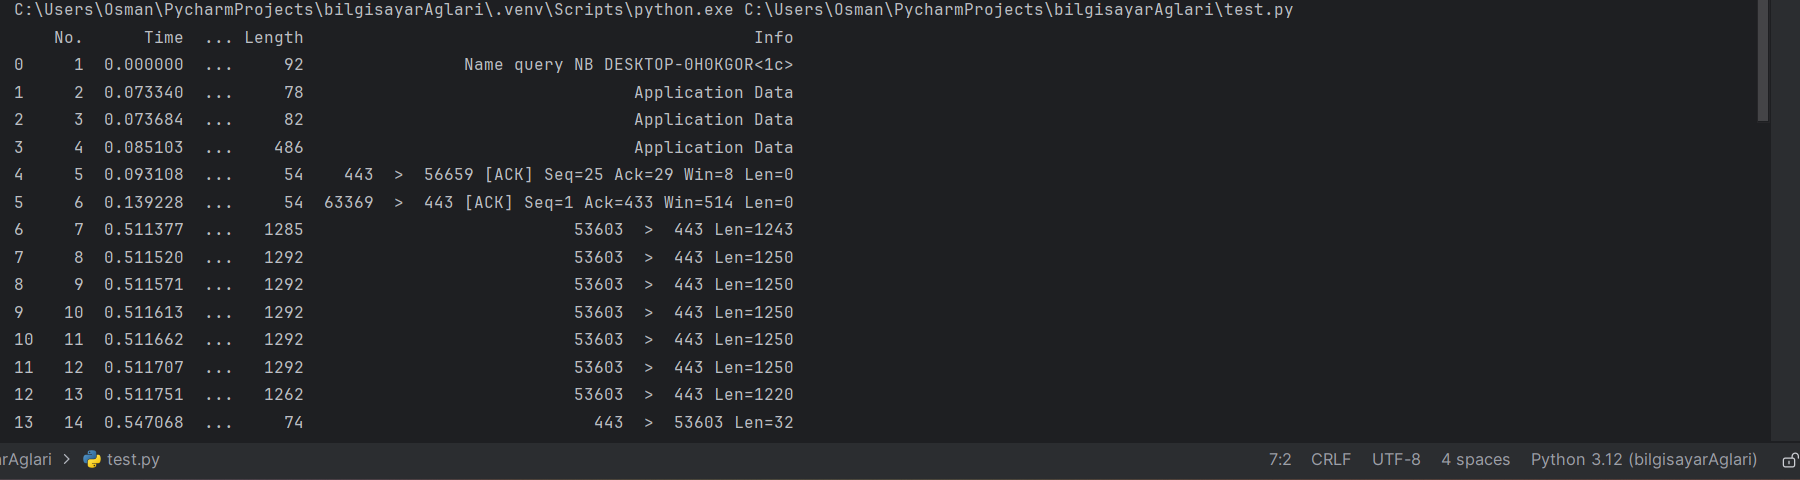 C:\Users\Osman\PycharmProjects\bilgisayarAglari\.venv\Scripts\python.exe C:\Users\Osman\PycharmProjects\bilgisayarAglari\test.py
No. Time ... Length Info
0 1 0.000000 ... 92 Name query NB DESKTOP-0H0KGOR<1c>
1 2 0.073340 ... 78 Application Data
2 3 0.073684 ... 82 Application Data
3 4 0.085103 ... 486 Application Data
4 5 0.093108 ... 54 443 > 56659 [ACK] Seq=25 Ack=29 Win=8 Len=0
5 6 0.139228 ... 54 63369 > 443 [ACK] Seq=1 Ack=433 Win=514 Len=0
6 7 0.511377 ... 1285 53603 > 443 Len=1243
7 8 0.511520 ... 1292 53603 > 443 Len=1250
8 9 0.511571 ... 1292 53603 > 443 Len=1250
9 10 0.511613 ... 1292 53603 > 443 Len=1250
10 11 0.511662 ... 1292 53603 > 443 Len=1250
11 12 0.511707 ... 1292 53603 > 443 Len=1250
12 13 0.511751 ... 1262 53603 > 443 Len=1220
13 14 0.547068 ... 74 443 > 53603 Len=32
rAglari > test.py 7:2 CRLF UTF-8 4 spaces Python 3.12 (bilgisayarAglari)